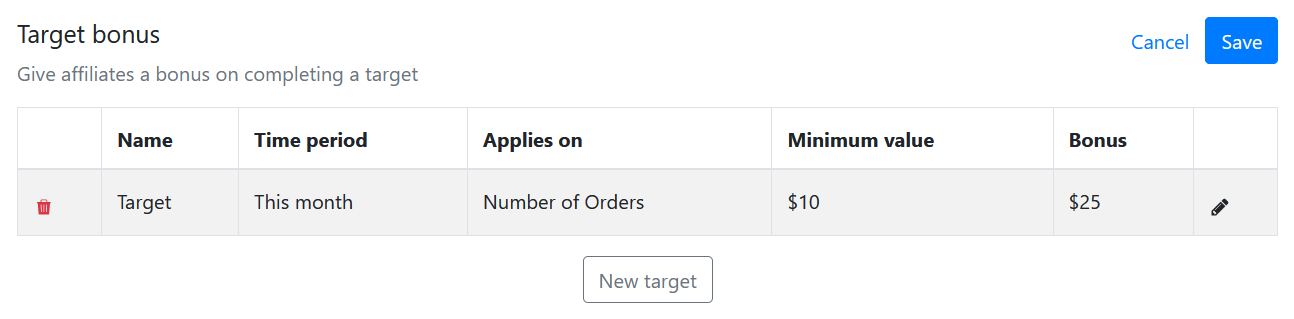 Target bonus
Cancel Save
Give affiliates a bonus on completing a target
Name Time period Applies on Minimum value Bonus
Target This month Number of Orders $10 $25
New target